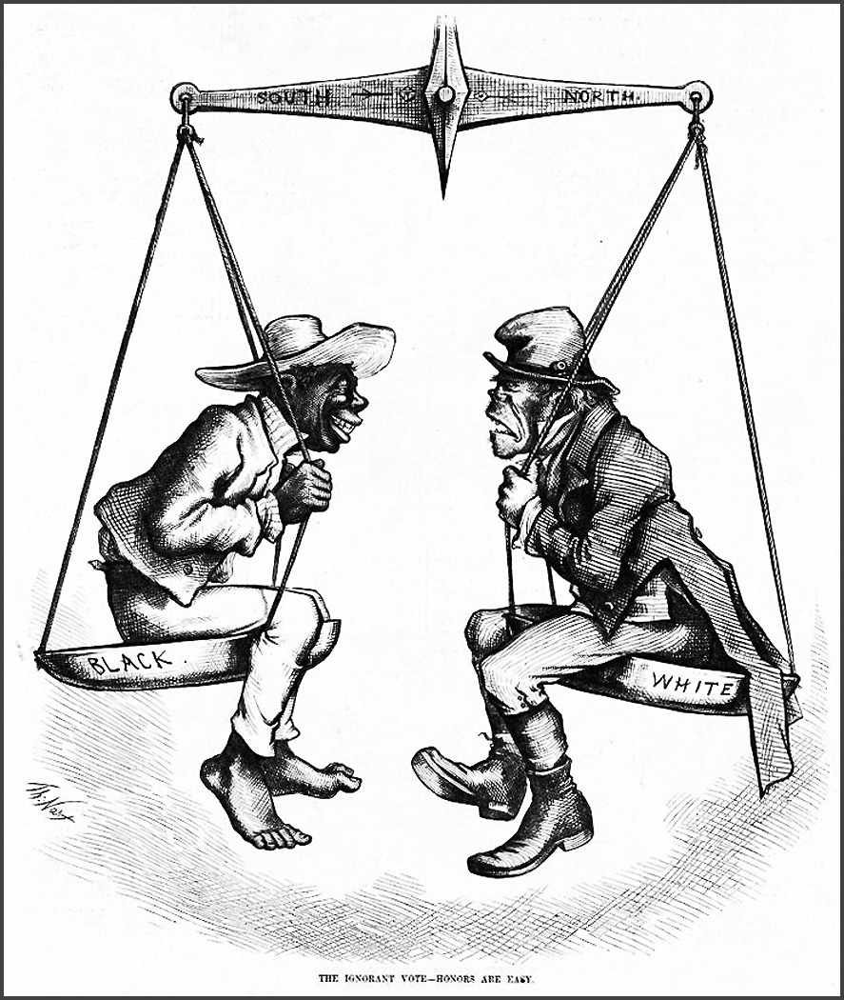 SOUTH. NORTH.
BLACK.
WHITE
Th: Nast
THE IGNORANT VOTE—HONORS ARE EASY.